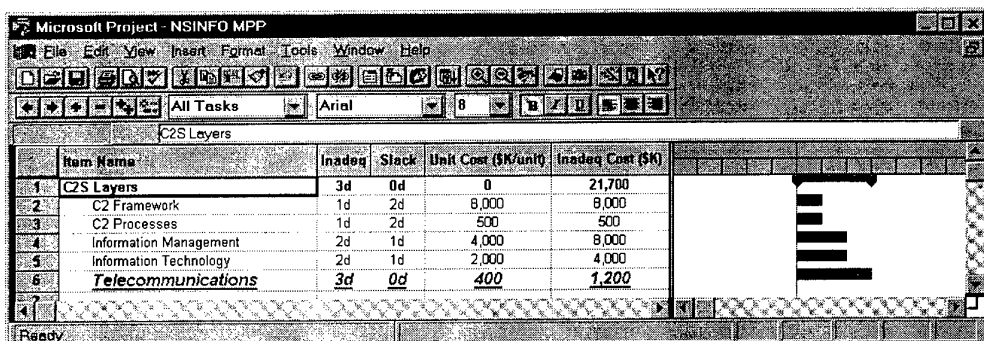 Microsoft Project - NSINFO MPP
File Edit View Insert Format Tools Window Help
All Tasks Arial 8 B I U
C2S Layers
Item Name Inadeq Slack Unit Cost ($K/unit) Inadeq Cost ($K)
1 C2S Layers 3d 0d 0 21,700
2 C2 Framework 1d 2d 8,000 8,000
3 C2 Processes 1d 2d 500 500
4 Information Management 2d 1d 4,000 8,000
5 Information Technology 2d 1d 2,000 4,000
6 Telecommunications 3d 0d 400 1,200
7
Ready